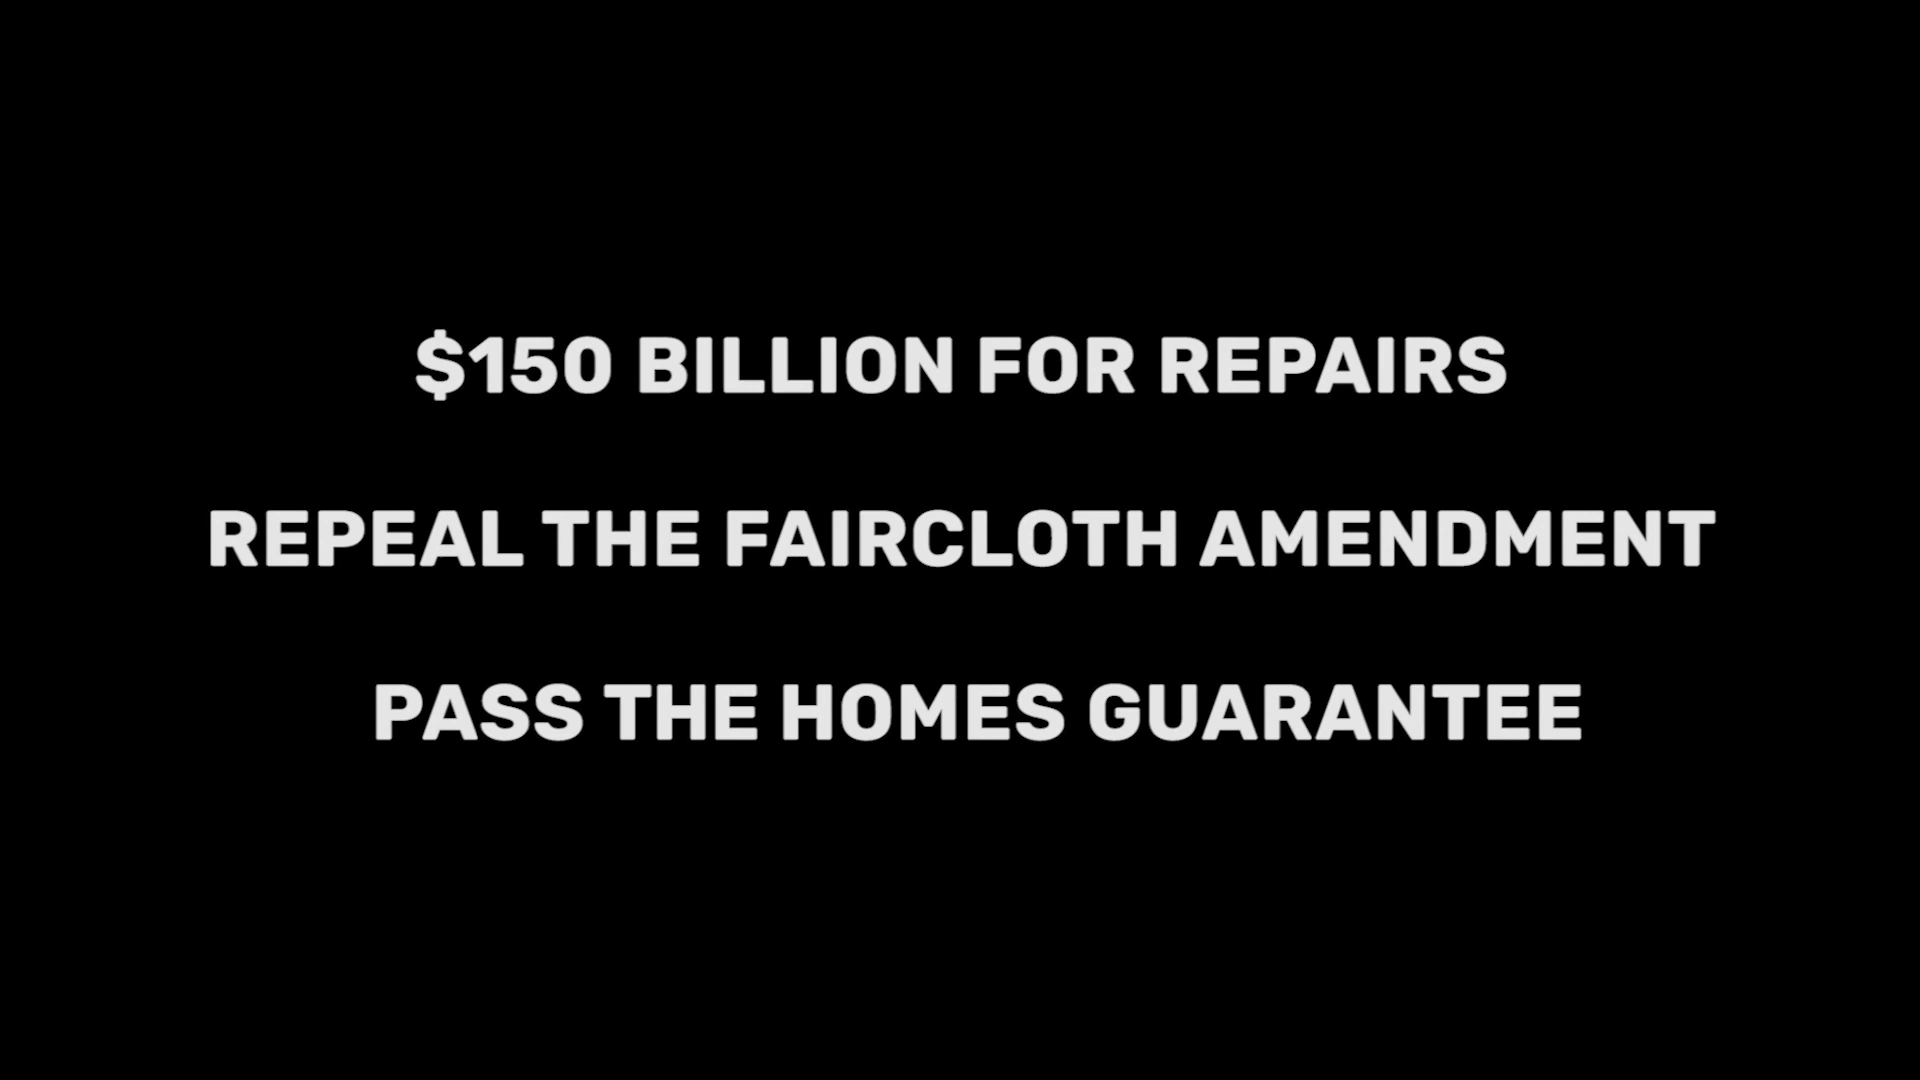 $150 BILLION FOR REPAIRS
REPEAL THE FAIRCLOTH AMENDMENT
PASS THE HOMES GUARANTEE